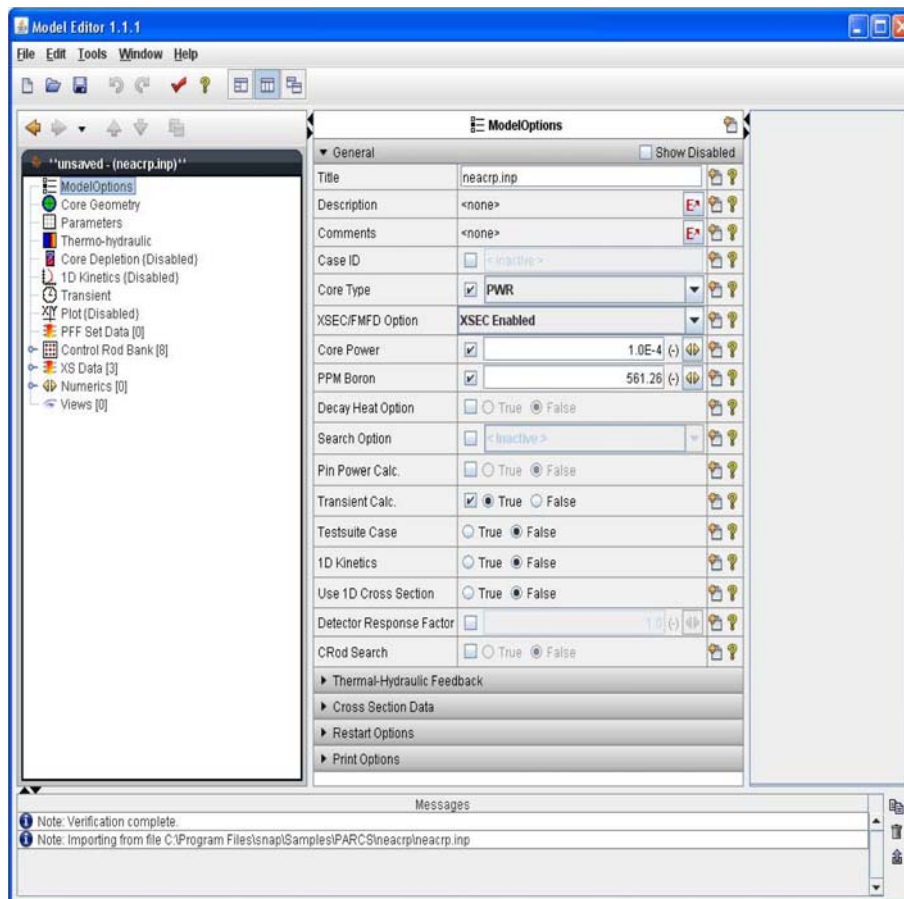 Model Editor 1.1.1
File Edit Tools Window Help
**unsaved - (neacrp.inp)**
ModelOptions
Core Geometry
Parameters
Thermo-hydraulic
Core Depletion (Disabled)
1D Kinetics (Disabled)
Transient
Plot (Disabled)
PFF Set Data [0]
Control Rod Bank [8]
XS Data [3]
Numerics [0]
Views [0]
ModelOptions
General Show Disabled
Title neacrp.inp
Description <none>
Comments <none>
Case ID < Inactive >
Core Type PWR
XSEC/FMFD Option XSEC Enabled
Core Power 1.0E-4 (-)
PPM Boron 561.26 (-)
Decay Heat Option True False
Search Option < Inactive >
Pin Power Calc. True False
Transient Calc. True False
Testsuite Case True False
1D Kinetics True False
Use 1D Cross Section True False
Detector Response Factor 1.0 (-)
CRod Search True False
Thermal-Hydraulic Feedback
Cross Section Data
Restart Options
Print Options
Messages
Note: Verification complete.
Note: Importing from file C:\Program Files\snap\Samples\PARCS\neacrp\neacrp.inp